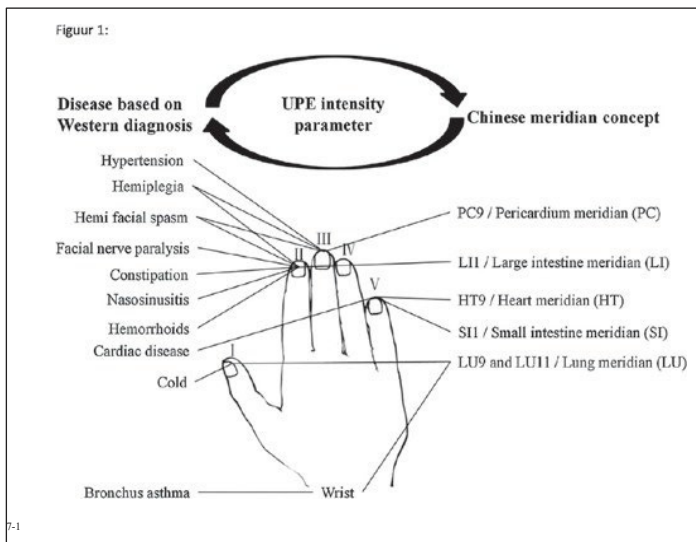 Figuur 1:
Disease based on
Western diagnosis
UPE intensity
parameter
Chinese meridian concept
Hypertension
Hemiplegia
Hemi facial spasm
Facial nerve paralysis
Constipation
Nasosinusitis
Hemorrhoids
Cardiac disease
Cold
Bronchus asthma
I
II
III
IV
V
Wrist
PC9 / Pericardium meridian (PC)
LI1 / Large intestine meridian (LI)
HT9 / Heart meridian (HT)
SI1 / Small intestine meridian (SI)
LU9 and LU11 / Lung meridian (LU)
7-1